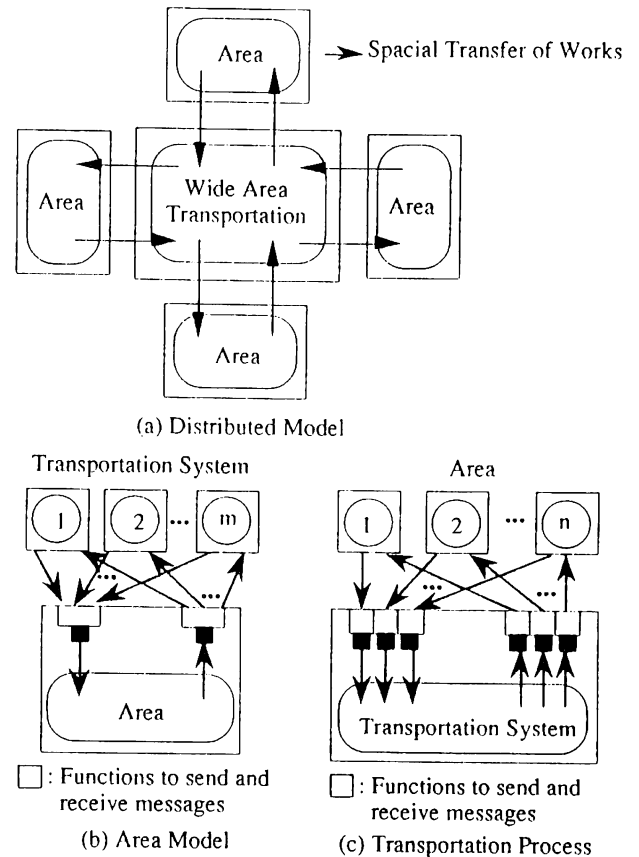 Area
Spacial Transfer of Works
Area
Wide Area
Transportation
Area
Area
(a) Distributed Model
Transportation System
1 2 ... m
...
...
Area
: Functions to send and
receive messages
(b) Area Model
Area
1 2 ... n
...
...
Transportation System
: Functions to send and
receive messages
(c) Transportation Process